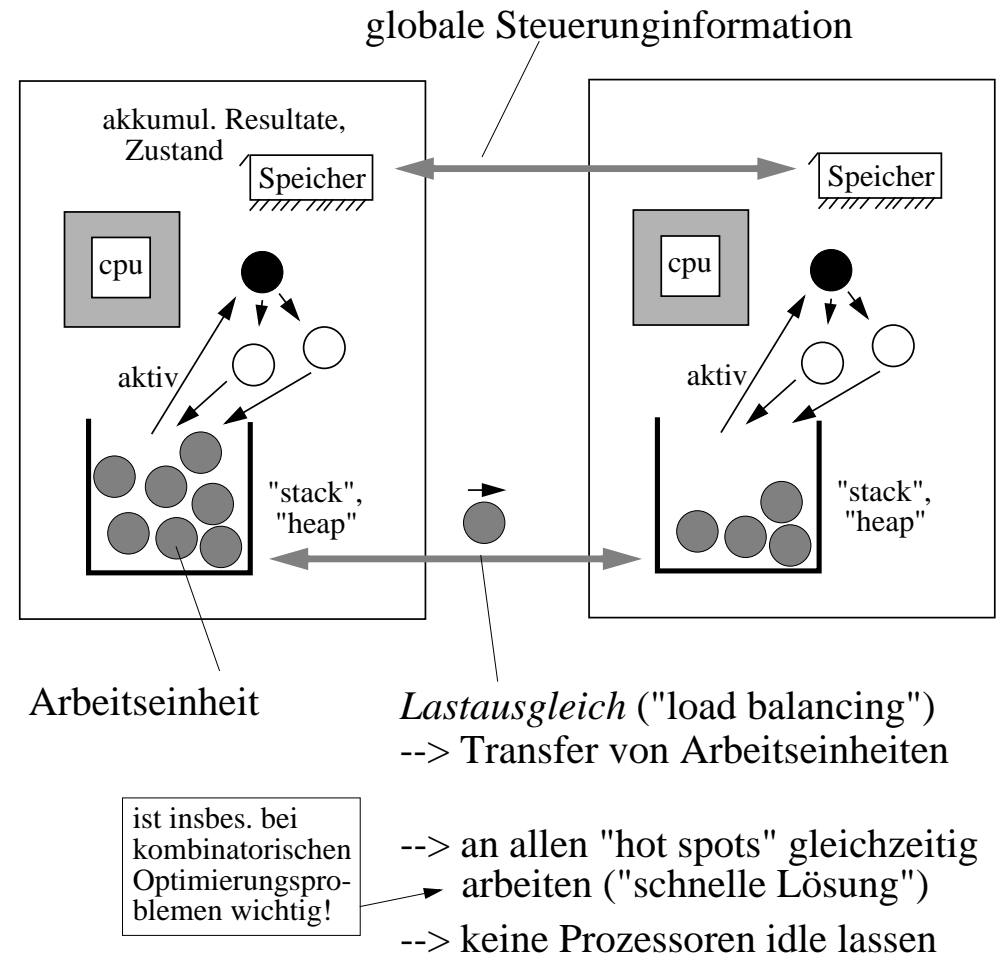 globale Steuerunginformation
akkumul. Resultate,
Zustand
Speicher
Speicher
cpu
cpu
aktiv
aktiv
"stack",
"heap"
"stack",
"heap"
Arbeitseinheit
Lastausgleich ("load balancing")
--> Transfer von Arbeitseinheiten
ist insbes. bei
kombinatorischen
Optimierungspro-
blemen wichtig!
--> an allen "hot spots" gleichzeitig
arbeiten ("schnelle Lösung")
--> keine Prozessoren idle lassen